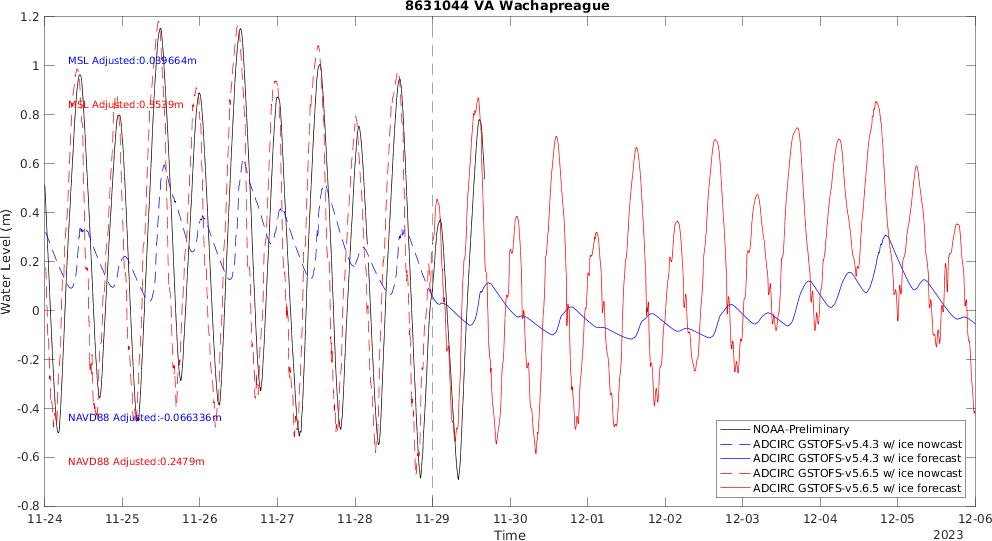 8631044 VA Wachapreague
1.2
1
0.8
0.6
0.4
0.2
0
-0.2
-0.4
-0.6
-0.8
Water Level (m)
MSL Adjusted:0.039664m
MSL Adjusted:0.3539m
NAVD88 Adjusted:-0.066336m
NAVD88 Adjusted:0.2479m
NOAA-Preliminary
ADCIRC GSTOFS-v5.4.3 w/ ice nowcast
ADCIRC GSTOFS-v5.4.3 w/ ice forecast
ADCIRC GSTOFS-v5.6.5 w/ ice nowcast
ADCIRC GSTOFS-v5.6.5 w/ ice forecast
11-24 11-25 11-26 11-27 11-28 11-29 11-30 12-01 12-02 12-03 12-04 12-05 12-06
Time
2023